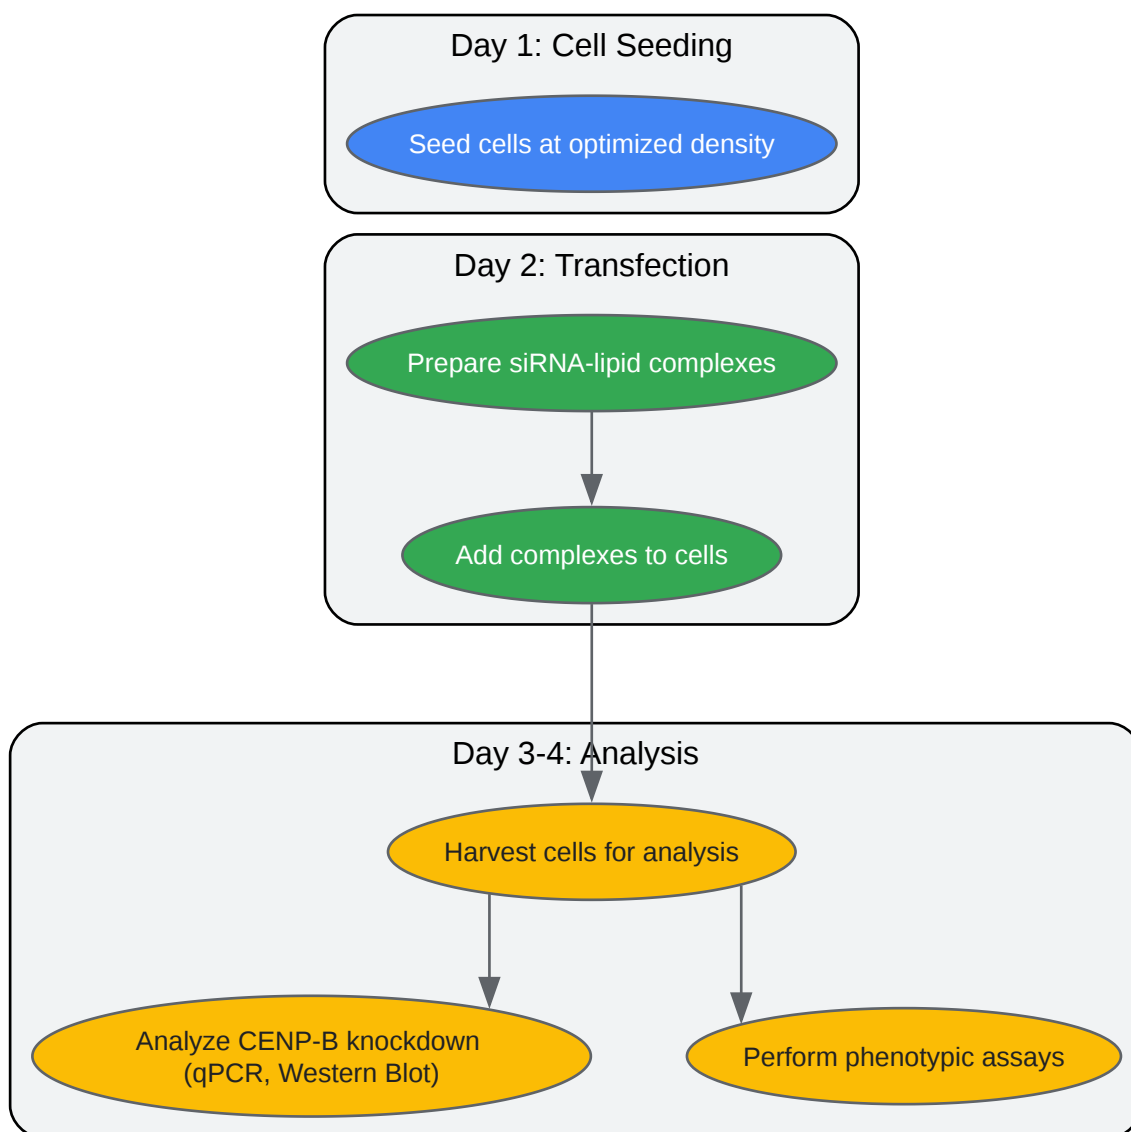 Day 1: Cell Seeding
Seed cells at optimized density
Day 2: Transfection
Prepare siRNA-lipid complexes
Add complexes to cells
Day 3-4: Analysis
Harvest cells for analysis
Analyze CENP-B knockdown
(qPCR, Western Blot)
Perform phenotypic assays